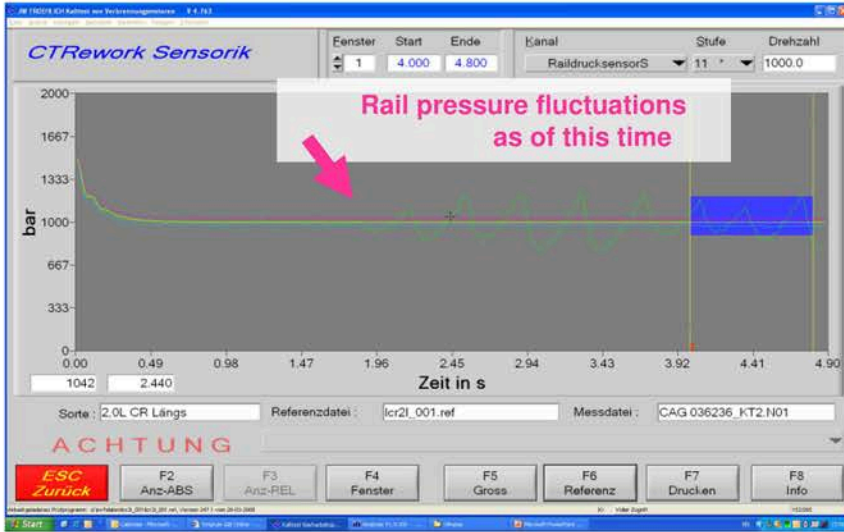 CTRework Sensorik
Fenster Start Ende
1 4.000 4.800
Kanal Stufe Drehzahl
RaildrucksensorS 11 * 1000.0
Rail pressure fluctuations
as of this time
2000
1667
1333
1000
667
333
0
bar
0.00 0.49 0.98 1.47 1.96 2.45 2.94 3.43 3.92 4.41 4.90
1042 2.440
Zeit in s
Sorte : 2.0L CR Längs Referenzdatei : lcr2l_001.ref Messdatei : CAG 036236_KT2.N01
ACHTUNG
ESC F2 F3 F4 F5 F6 F7 F8
Zurück Anz-ABS Anz-REL Fenster Gross Referenz Drucken Info
Start